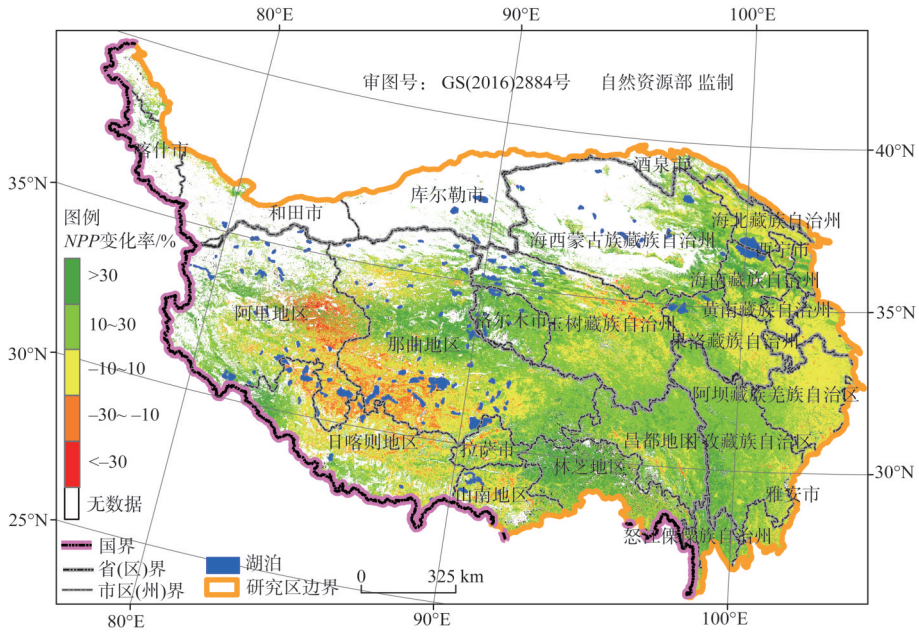 80°E
90°E
100°E
审图号： GS(2016)2884号 自然资源部 监制
40°N
35°N
35°N
30°N
30°N
25°N
喀什市
和田市
库尔勒市
酒泉市
海北藏族自治州
西宁市
海西蒙古族藏族自治州
海南藏族自治州
黄南藏族自治州
阿里地区
那曲地区
格尔木市
玉树藏族自治州
果洛藏族自治州
阿坝藏族羌族自治区
日喀则地区
拉萨市
林芝地区
昌都地区
孜藏族自治区
山南地区
雅安市
怒江傈僳族自治州
图例
NPP变化率/%
>30
10~30
–10~10
–30~ –10
<–30
无数据
国界
省(区)界
市区(州)界
湖泊
研究区边界
0 325 km
80°E
90°E
100°E